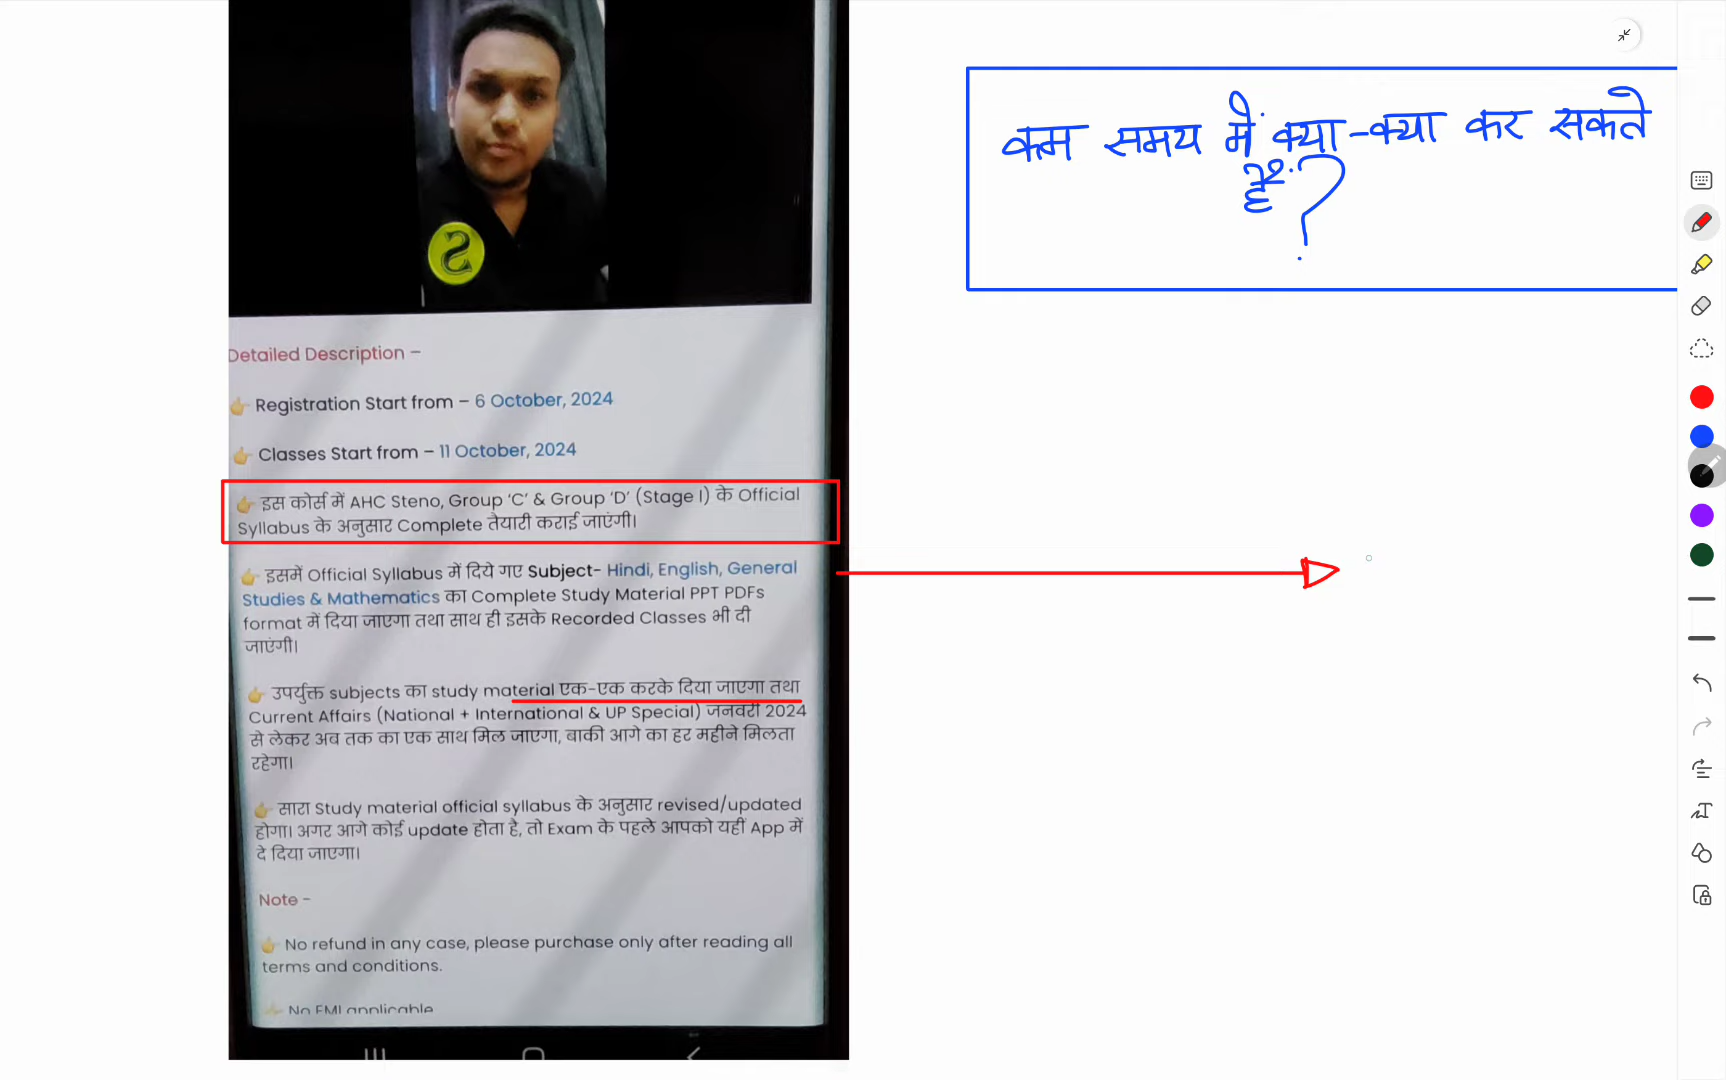 कम समय में क्या-क्या कर सकते
हैं?
Detailed Description –
👉 Registration Start from – 6 October, 2024
👉 Classes Start from – 11 October, 2024
👉 इस कोर्स में AHC Steno, Group ‘C’ & Group ‘D’ (Stage I) के Official
Syllabus के अनुसार Complete तैयारी कराई जाएंगी।
👉 इसमें Official Syllabus में दिये गए Subject- Hindi, English, General
Studies & Mathematics का Complete Study Material PPT PDFs
format में दिया जाएगा तथा साथ ही इसके Recorded Classes भी दी
जाएंगी।
👉 उपर्युक्त subjects का study material एक-एक करके दिया जाएगा तथा
Current Affairs (National + International & UP Special) जनवरी 2024
से लेकर अब तक का एक साथ मिल जाएगा, बाकी आगे का हर महीने मिलता
रहेगा।
👉 सारा Study material official syllabus के अनुसार revised/updated
होगा। अगर आगे कोई update होता है, तो Exam के पहले आपको यहीं App में
दे दिया जाएगा।
Note -
👉 No refund in any case, please purchase only after reading all
terms and conditions.
👉 No EMI applicable